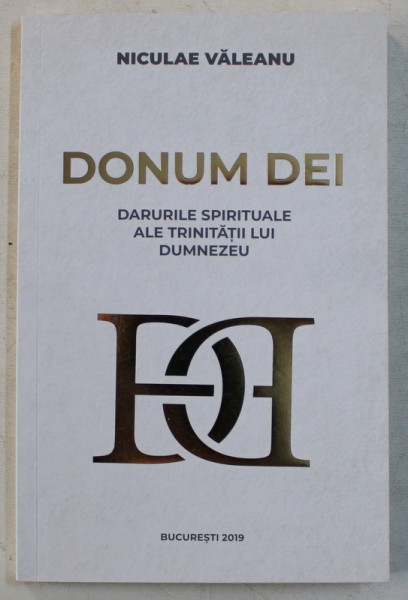 NICULAE VĂLEANU
DONUM DEI
DARURILE SPIRITUALE
ALE TRINITĂȚII LUI
DUMNEZEU
BUCUREȘTI 2019